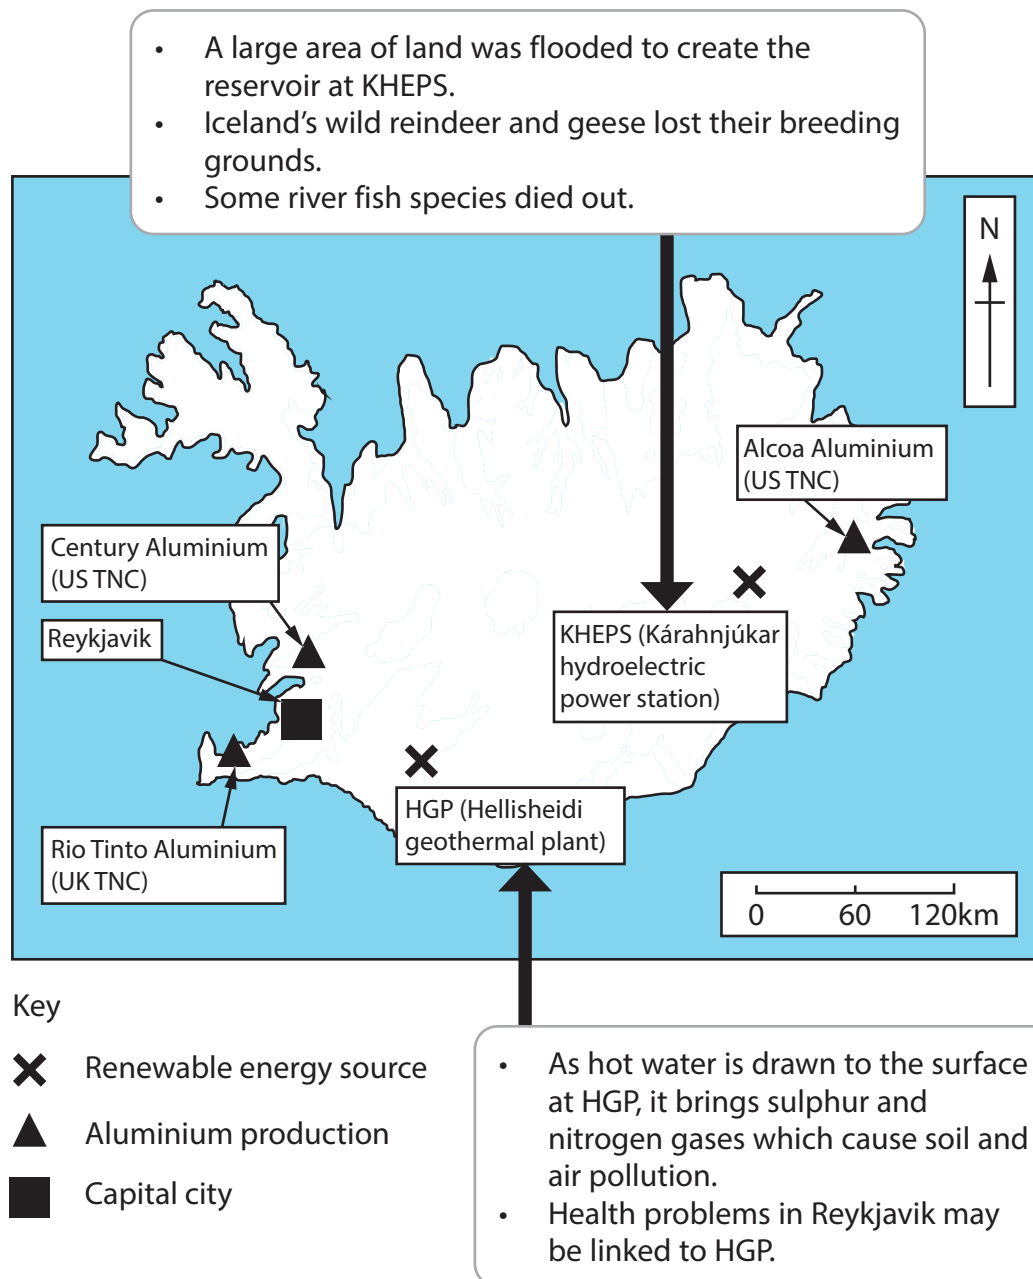 • A large area of land was flooded to create the
reservoir at KHEPS.
• Iceland's wild reindeer and geese lost their breeding
grounds.
• Some river fish species died out.
N
Alcoa Aluminium
(US TNC)
Century Aluminium
(US TNC)
Reykjavik
KHEPS (Kárahnjúkar
hydroelectric
power station)
HGP (Hellisheidi
geothermal plant)
Rio Tinto Aluminium
(UK TNC)
0 60 120km
Key
Renewable energy source
Aluminium production
Capital city
• As hot water is drawn to the surface
at HGP, it brings sulphur and
nitrogen gases which cause soil and
air pollution.
• Health problems in Reykjavik may
be linked to HGP.